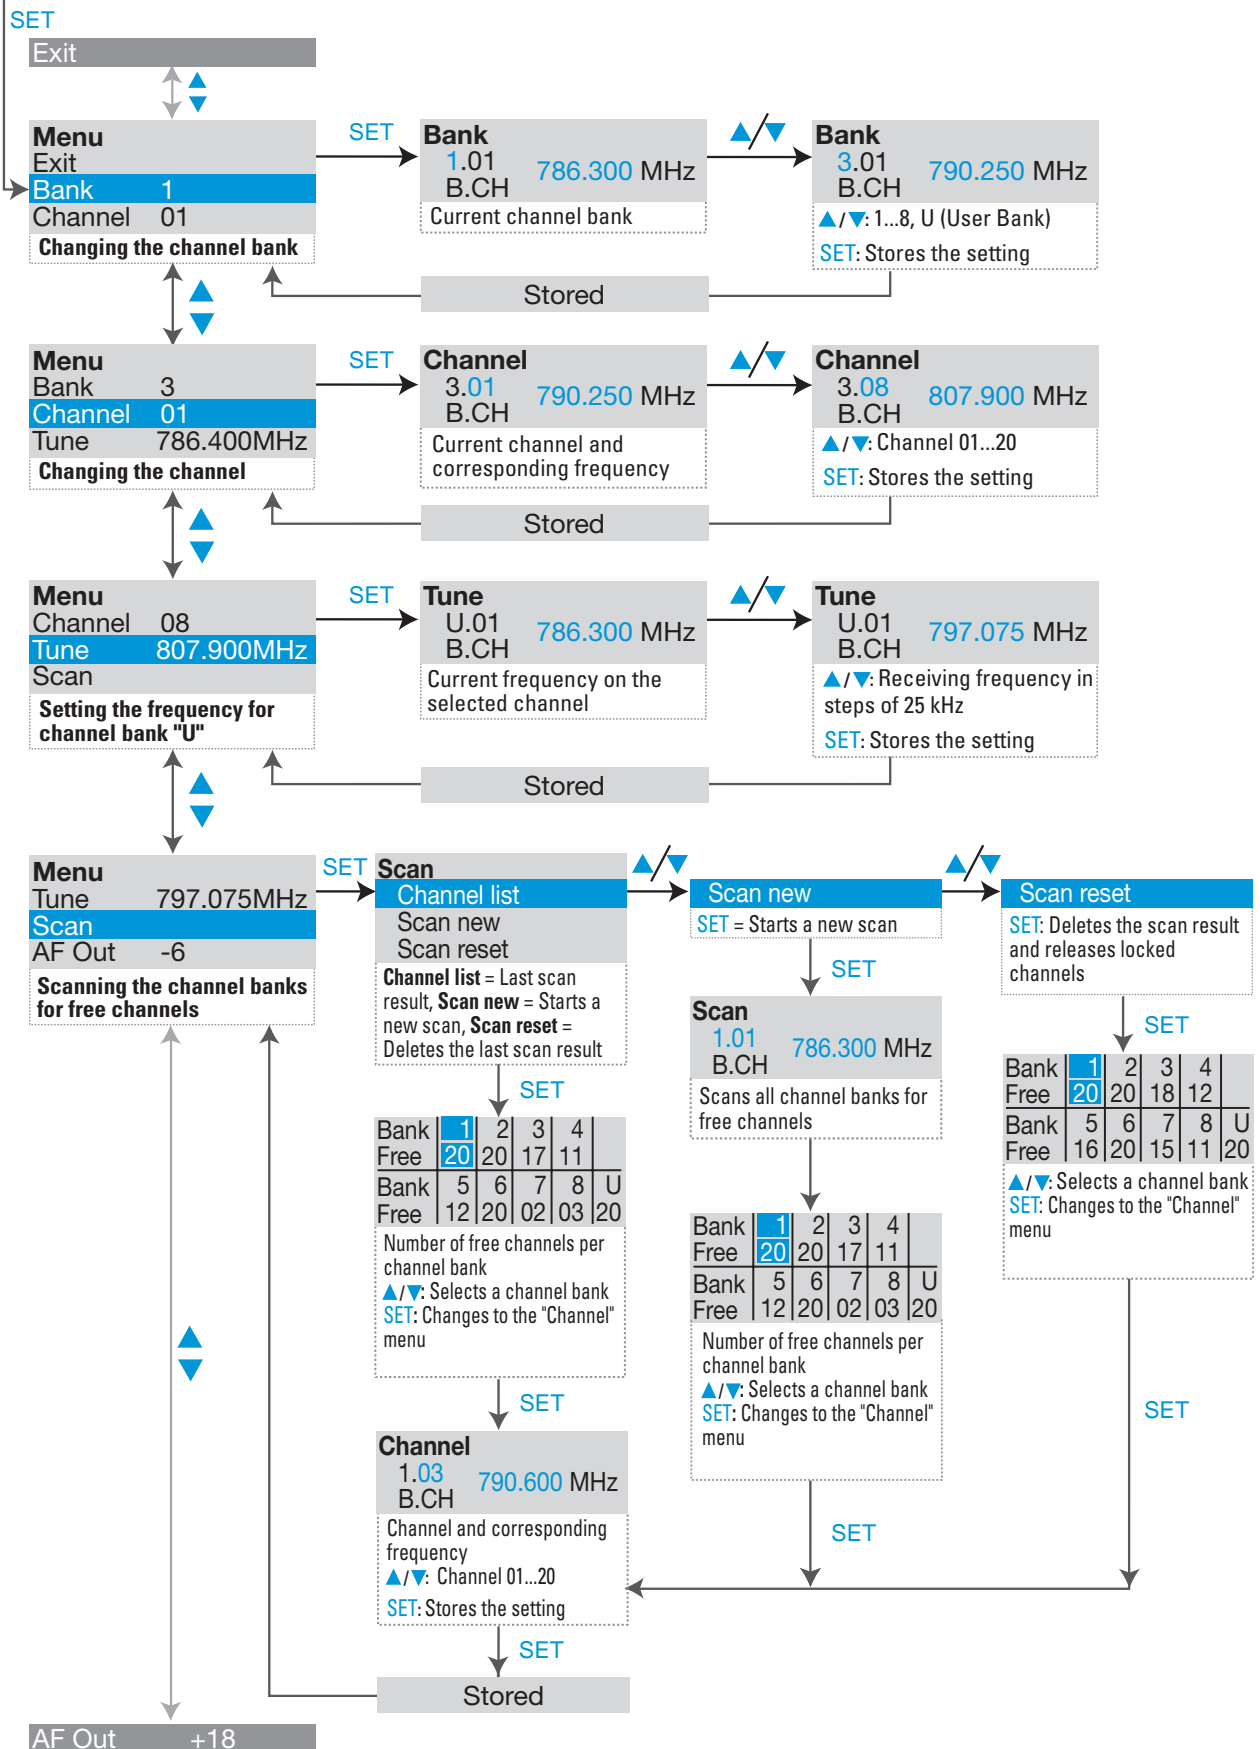 SET
Exit
Menu
Exit
Bank 1
Channel 01
Changing the channel bank
SET
Bank
1.01 786.300 MHz
B.CH
Current channel bank
▲/▼
Bank
3.01 790.250 MHz
B.CH
▲/▼: 1...8, U (User Bank)
SET: Stores the setting
Stored
Menu
Bank 3
Channel 01
Tune 786.400MHz
Changing the channel
SET
Channel
3.01 790.250 MHz
B.CH
Current channel and
corresponding frequency
▲/▼
Channel
3.08 807.900 MHz
B.CH
▲/▼: Channel 01...20
SET: Stores the setting
Stored
Menu
Channel 08
Tune 807.900MHz
Scan
Setting the frequency for
channel bank "U"
SET
Tune
U.01 786.300 MHz
B.CH
Current frequency on the
selected channel
▲/▼
Tune
U.01 797.075 MHz
B.CH
▲/▼: Receiving frequency in
steps of 25 kHz
SET: Stores the setting
Stored
Menu
Tune 797.075MHz
Scan
AF Out -6
Scanning the channel banks
for free channels
SET
Scan
Channel list
Scan new
Scan reset
Channel list = Last scan
result, Scan new = Starts a
new scan, Scan reset =
Deletes the last scan result
SET
Bank 1 2 3 4
Free 20 20 17 11
Bank 5 6 7 8 U
Free 12 20 02 03 20
Number of free channels per
channel bank
▲/▼: Selects a channel bank
SET: Changes to the "Channel"
menu
SET
Channel
1.03 790.600 MHz
B.CH
Channel and corresponding
frequency
▲/▼: Channel 01...20
SET: Stores the setting
SET
Stored
▲/▼
Scan new
SET = Starts a new scan
SET
Scan
1.01 786.300 MHz
B.CH
Scans all channel banks for
free channels
Bank 1 2 3 4
Free 20 20 17 11
Bank 5 6 7 8 U
Free 12 20 02 03 20
Number of free channels per
channel bank
▲/▼: Selects a channel bank
SET: Changes to the "Channel"
menu
SET
▲/▼
Scan reset
SET: Deletes the scan result
and releases locked
channels
SET
Bank 1 2 3 4
Free 20 20 18 12
Bank 5 6 7 8 U
Free 16 20 15 11 20
▲/▼: Selects a channel bank
SET: Changes to the "Channel"
menu
SET
AF Out +18